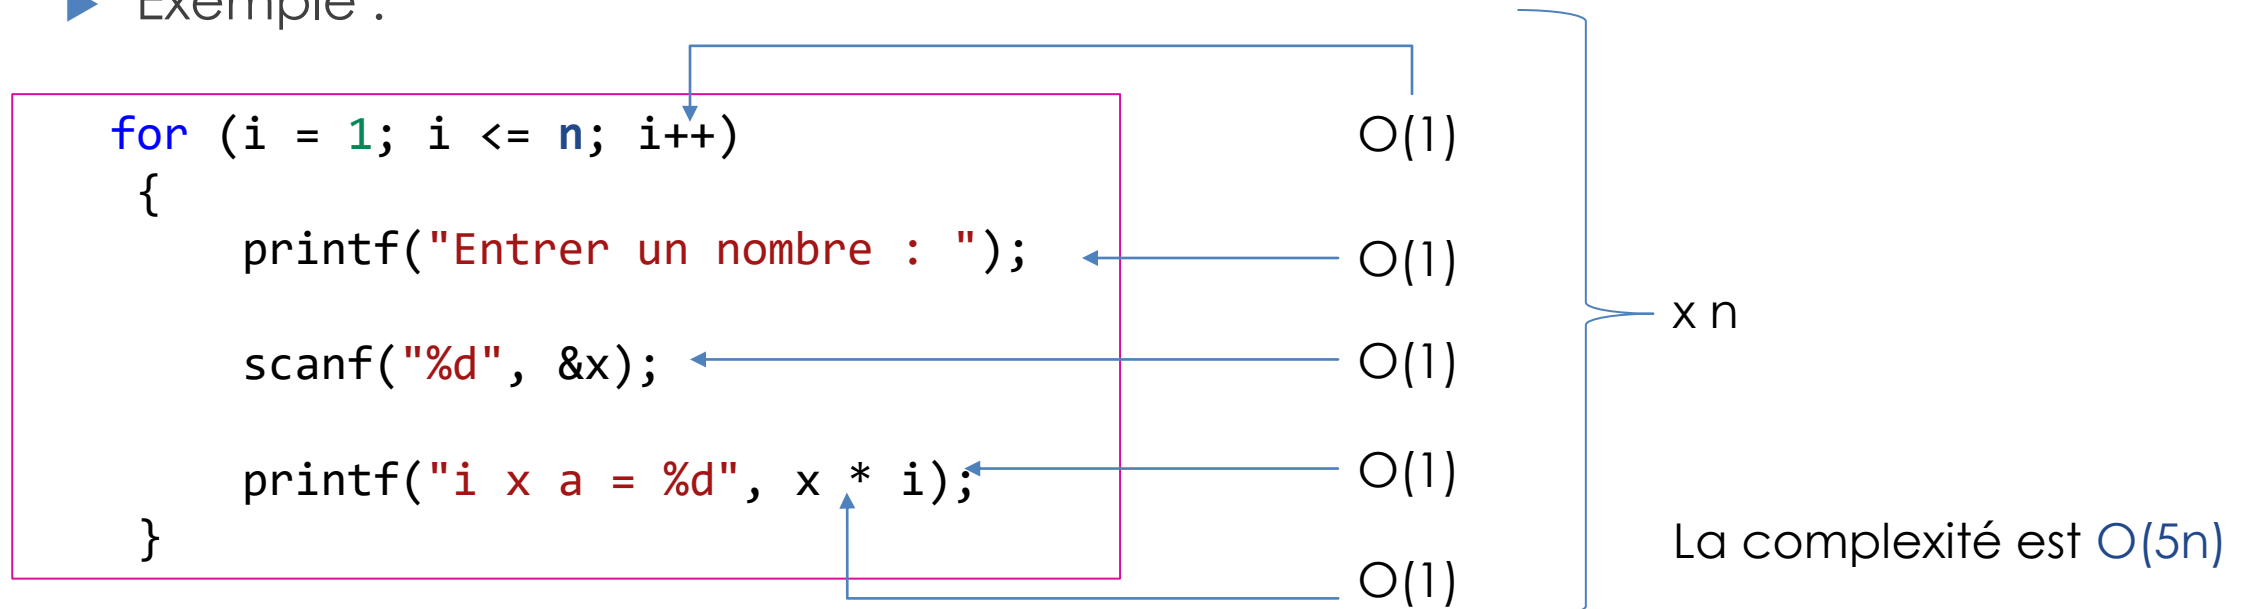 Exemple :
for (i = 1; i <= n; i++) O(1)
{
printf("Entrer un nombre : "); O(1)
x n
scanf("%d", &x); O(1)
printf("i x a = %d", x * i); O(1)
}
La complexité est O(5n)
O(1)